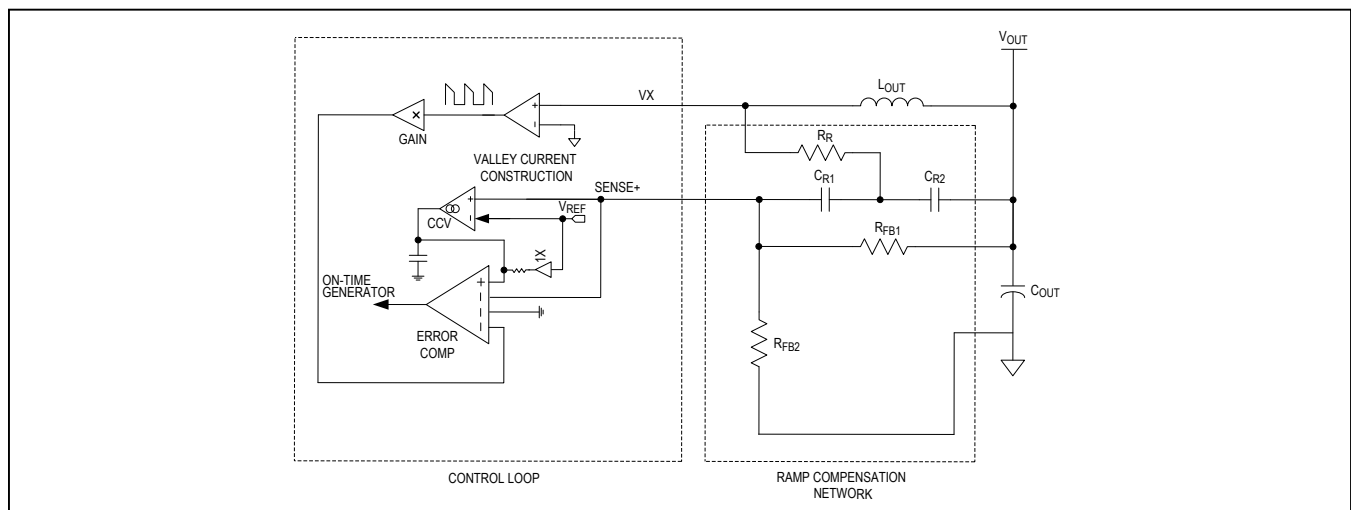 VOUT
LOUT
VX
GAIN
VALLEY CURRENT
CONSTRUCTION
RR
CR1
CR2
SENSE+
VREF
CCV
RFB1
1X
ON-TIME
GENERATOR
COUT
ERROR
COMP
RFB2
CONTROL LOOP
RAMP COMPENSATION
NETWORK